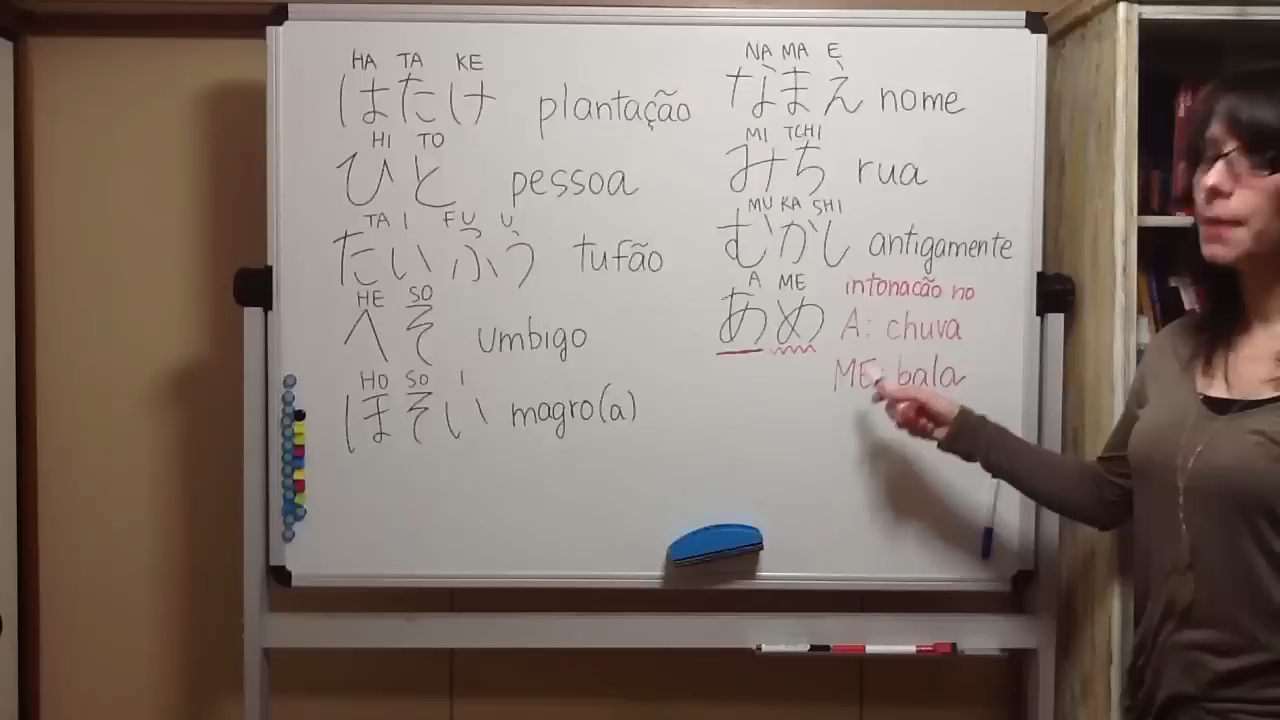 HA TA KE
はたけ plantação
HI TO
ひと pessoa
TA I FU U
たいふう tufão
HE SO
へそ umbigo
HO SO I
ほそい magro(a)
NA MA E
なまえ nome
MI TCHI
みち rua
MU KA SHI
むかし antigamente
A ME
あめ
intonacão no
A: chuva
ME: bala